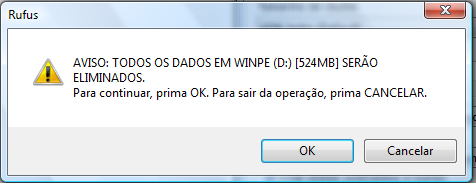 Rufus
AVISO: TODOS OS DADOS EM WINPE (D:) [524MB] SERÃO
ELIMINADOS.
Para continuar, prima OK. Para sair da operação, prima CANCELAR.
OK
Cancelar